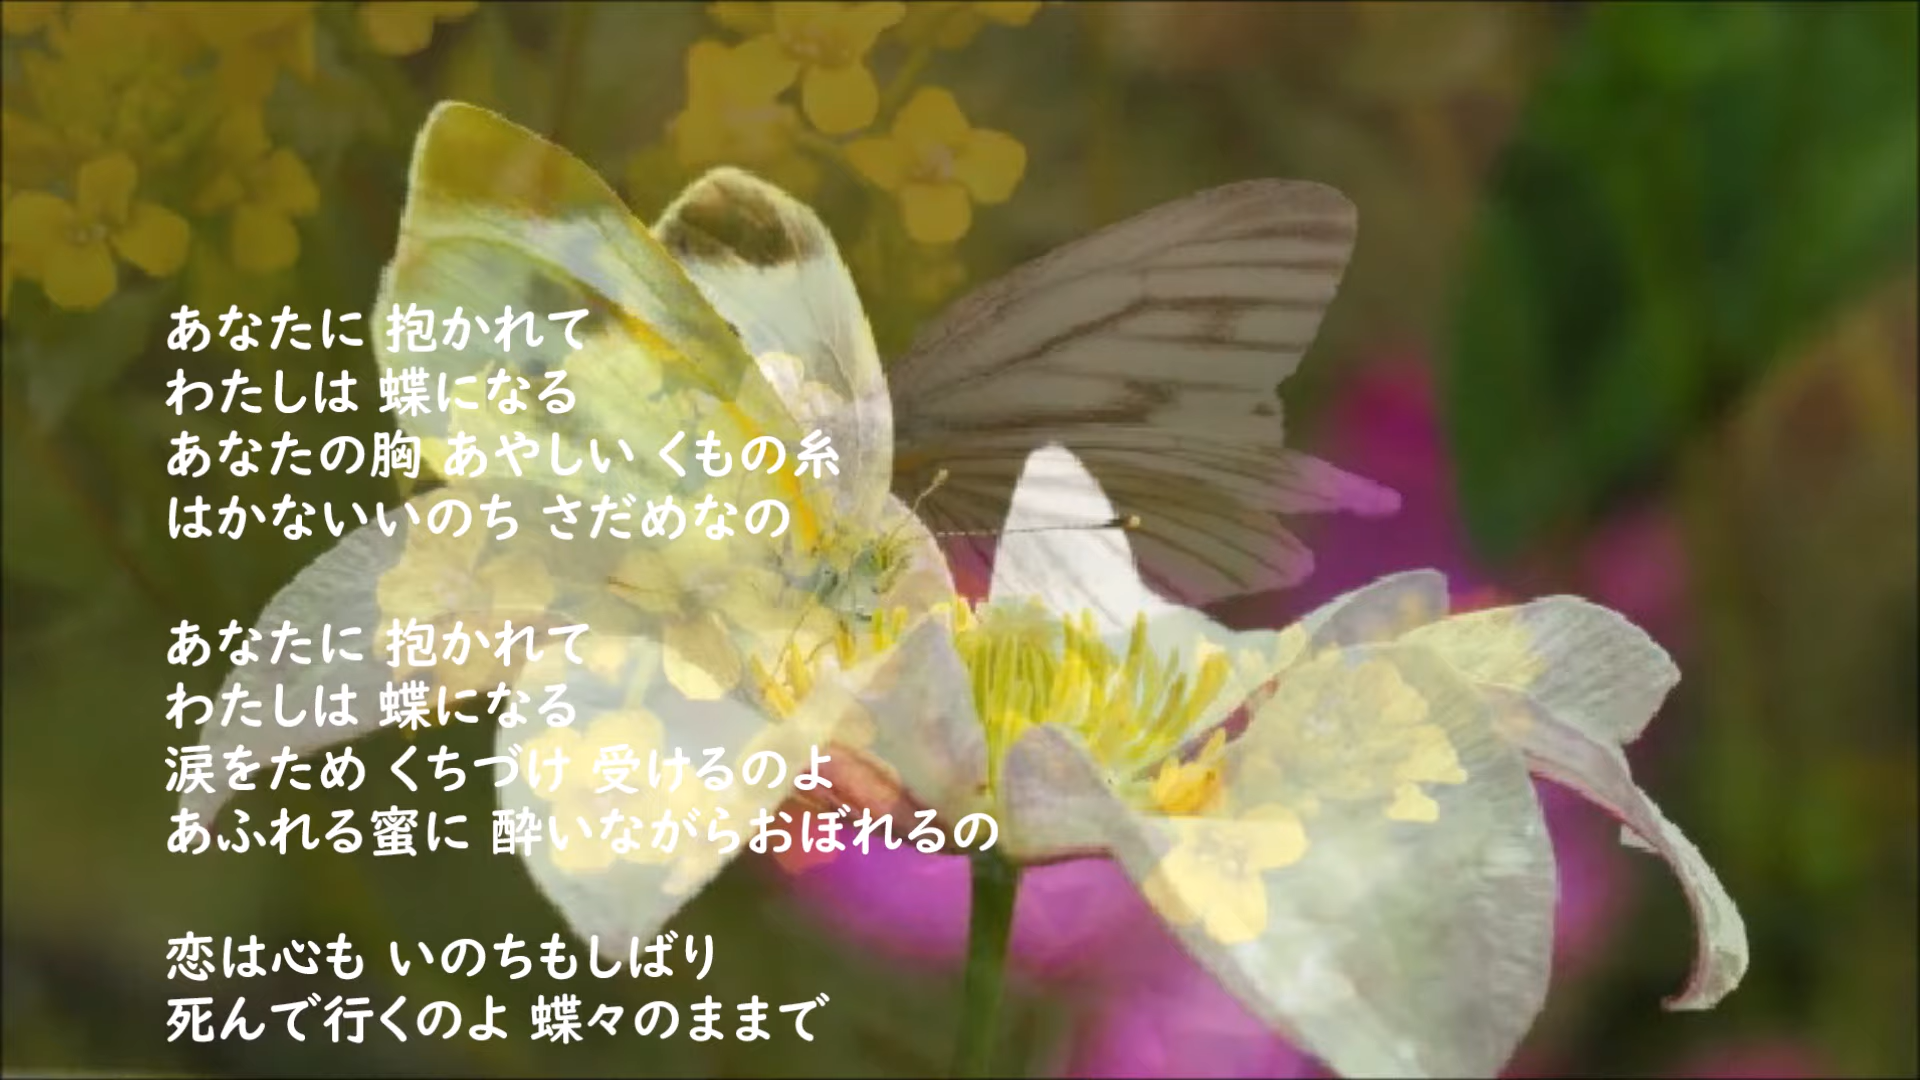 あなたに 抱かれて
わたしは 蝶になる
あなたの胸 あやしい くもの糸
はかないいのち さだめなの
あなたに 抱かれて
わたしは 蝶になる
涙をため くちづけ 受けるのよ
あふれる蜜に 酔いながらおぼれるの
恋は心も いのちもしばり
死んで行くのよ 蝶々のままで